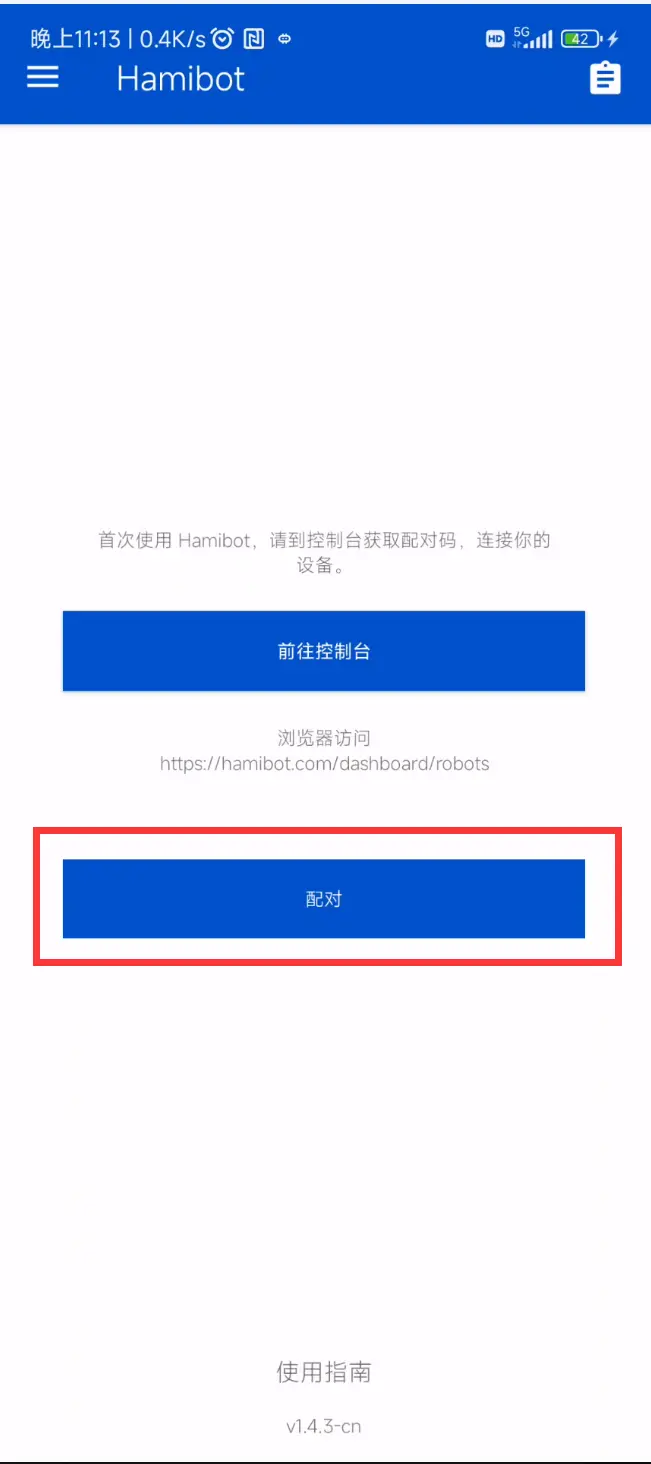 晚上11:13 | 0.4K/s
HD 5G 42
Hamibot
首次使用 Hamibot，请到控制台获取配对码，连接你的
设备。
前往控制台
浏览器访问
https://hamibot.com/dashboard/robots
配对
使用指南
v1.4.3-cn